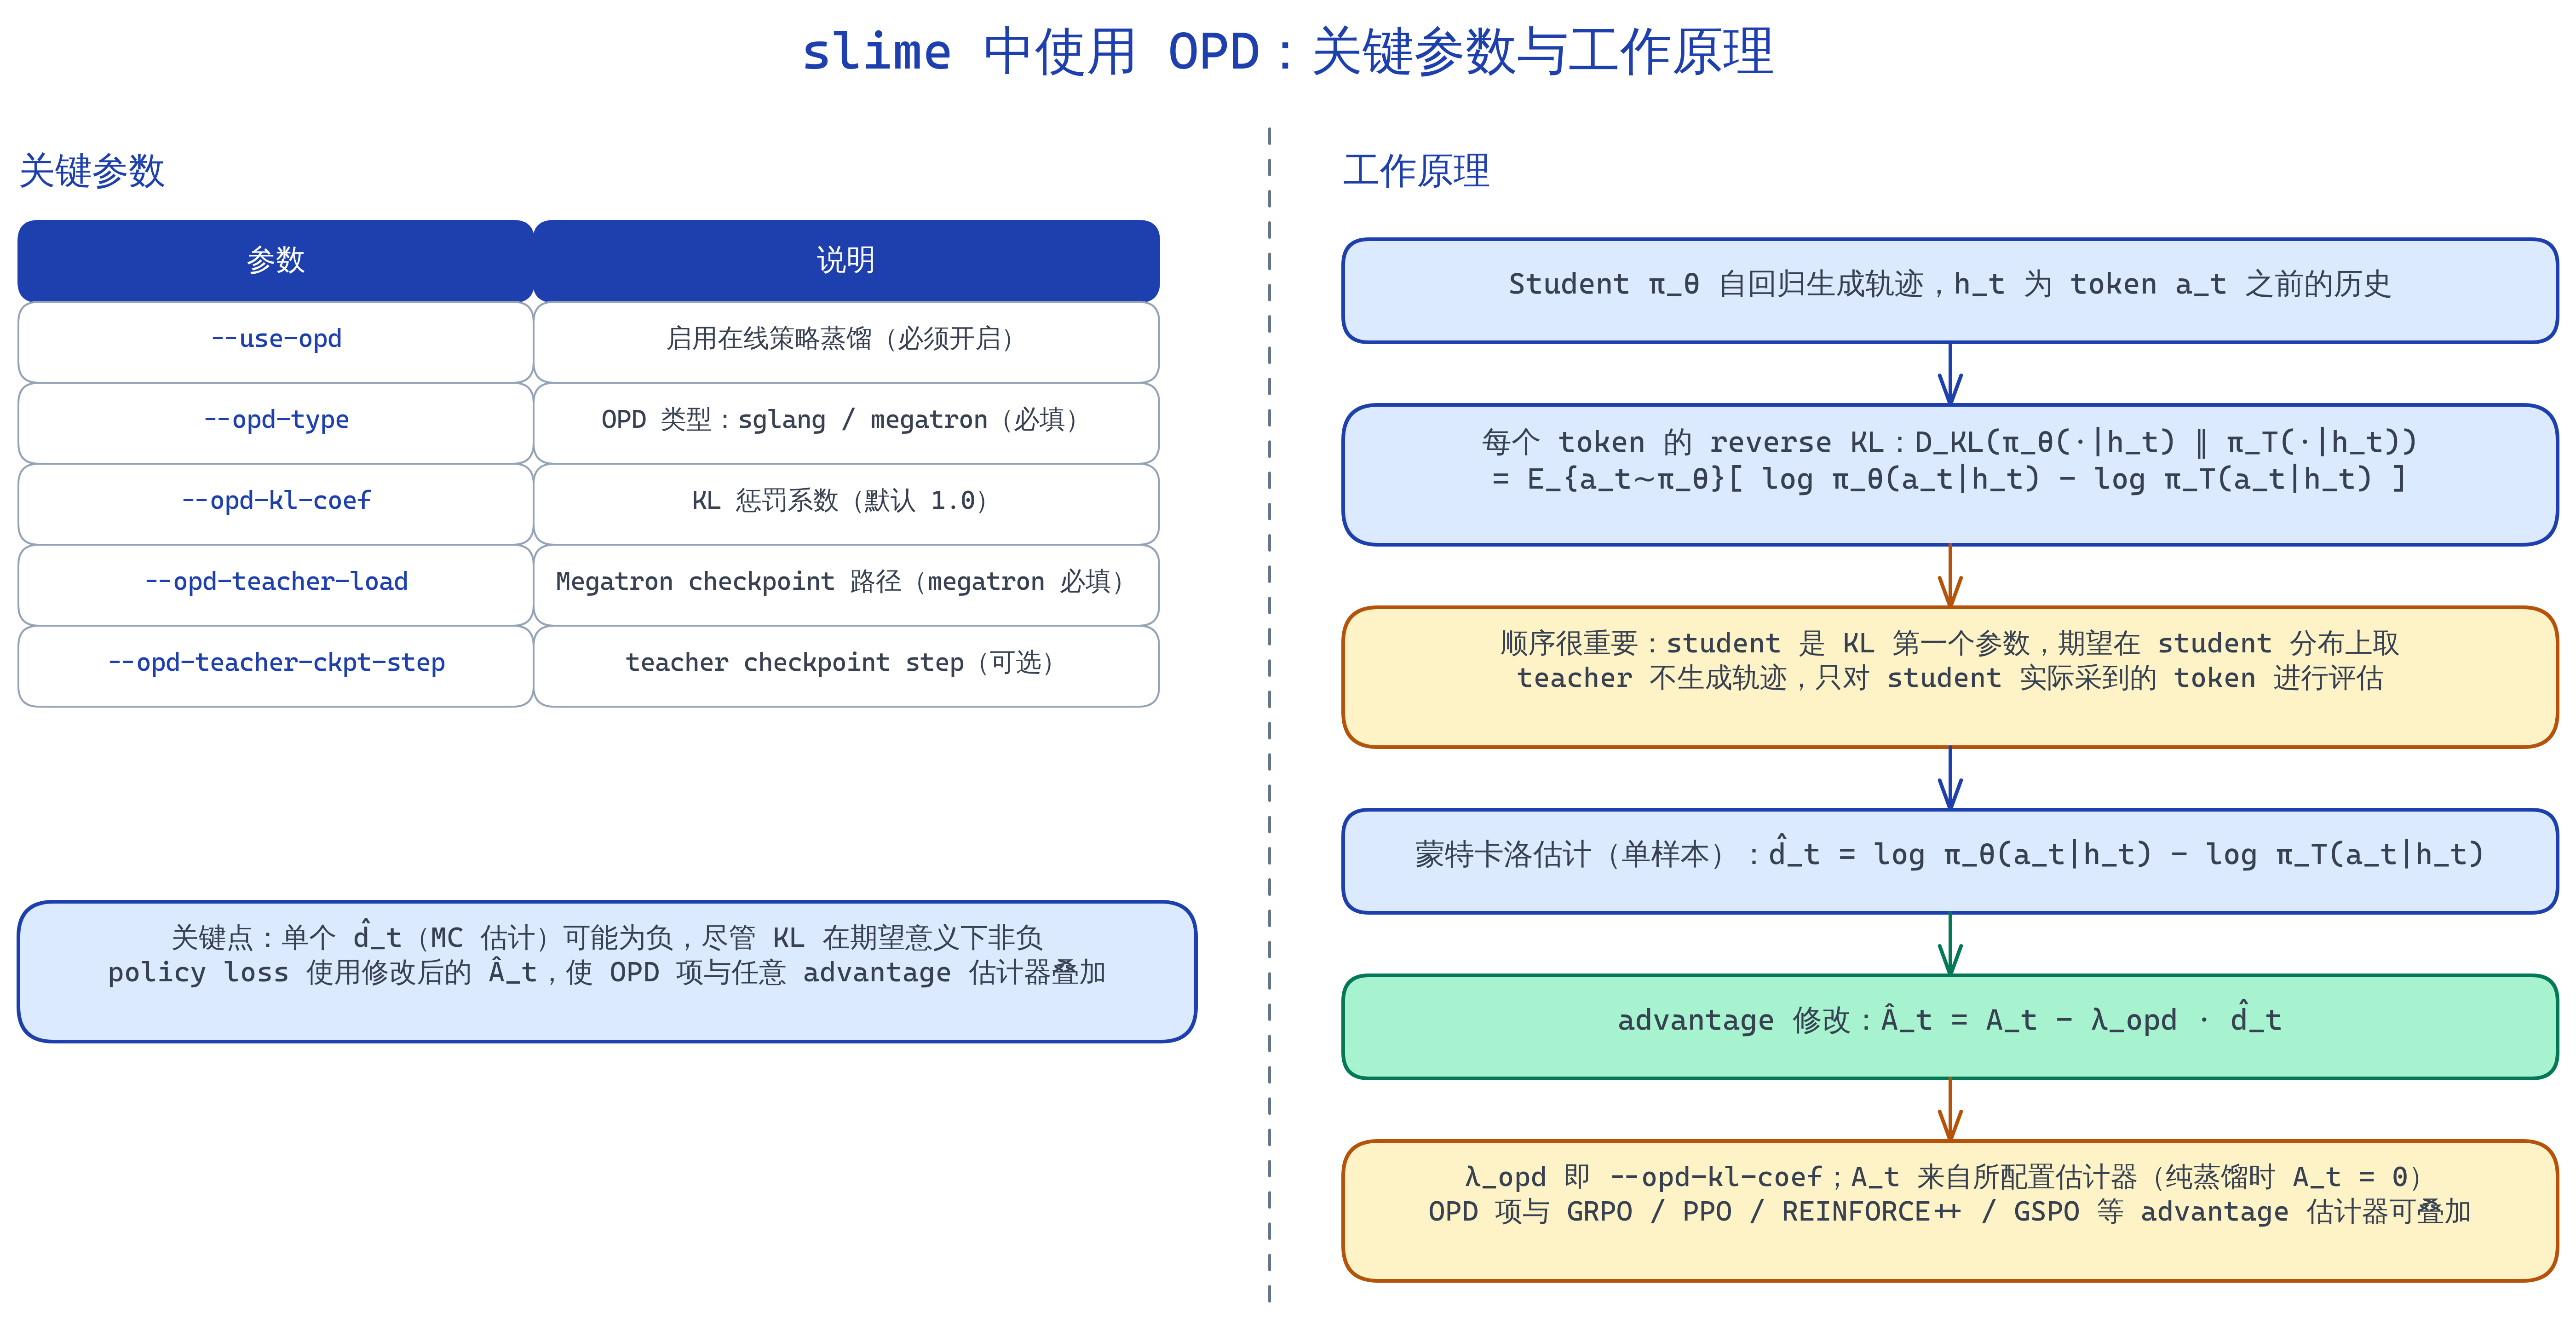 slime 中使用 OPD：关键参数与工作原理
关键参数
参数 说明
--use-opd 启用在线策略蒸馏（必须开启）
--opd-type OPD 类型：sglang / megatron（必填）
--opd-kl-coef KL 惩罚系数（默认 1.0）
--opd-teacher-load Megatron checkpoint 路径（megatron 必填）
--opd-teacher-ckpt-step teacher checkpoint step（可选）
关键点：单个 d̂_t（MC 估计）可能为负，尽管 KL 在期望意义下非负
policy loss 使用修改后的 Â_t，使 OPD 项与任意 advantage 估计器叠加
工作原理
Student π_θ 自回归生成轨迹，h_t 为 token a_t 之前的历史
每个 token 的 reverse KL：D_KL(π_θ(·|h_t) ‖ π_T(·|h_t))
= E_{a_t~π_θ}[ log π_θ(a_t|h_t) − log π_T(a_t|h_t) ]
顺序很重要：student 是 KL 第一个参数，期望在 student 分布上取
teacher 不生成轨迹，只对 student 实际采到的 token 进行评估
蒙特卡洛估计（单样本）：d̂_t = log π_θ(a_t|h_t) − log π_T(a_t|h_t)
advantage 修改：Â_t = A_t − λ_opd · d̂_t
λ_opd 即 --opd-kl-coef；A_t 来自所配置估计器（纯蒸馏时 A_t = 0）
OPD 项与 GRPO / PPO / REINFORCE++ / GSPO 等 advantage 估计器可叠加